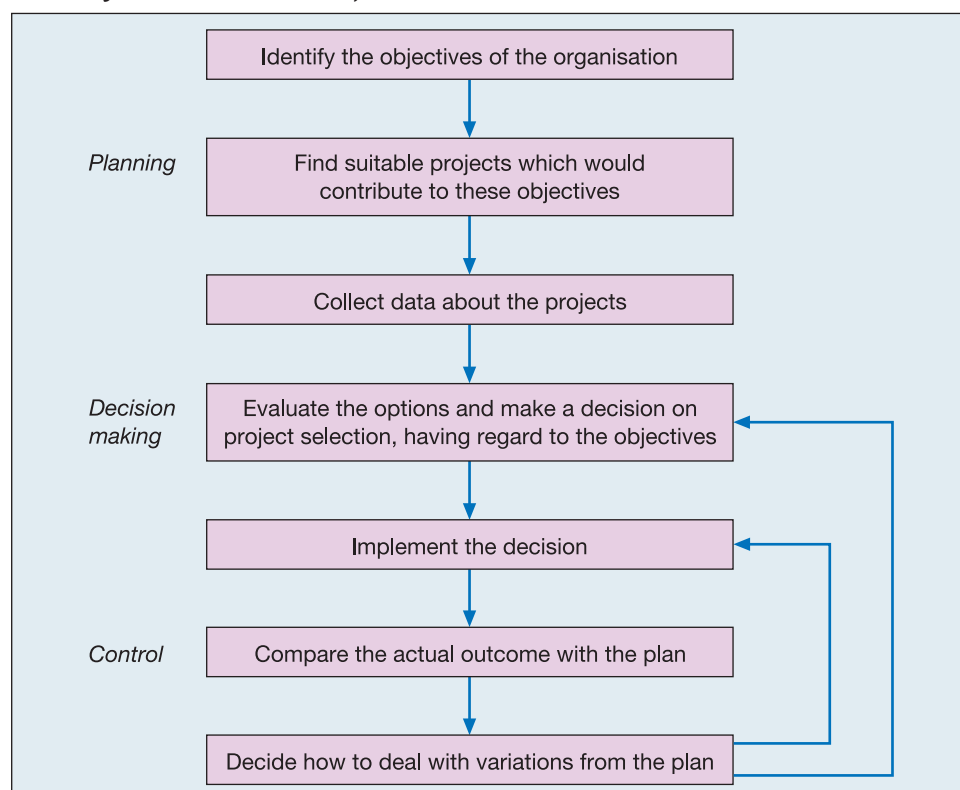 Identify the objectives of the organisation
Planning
Find suitable projects which would
contribute to these objectives
Collect data about the projects
Decision
making
Evaluate the options and make a decision on
project selection, having regard to the objectives
Implement the decision
Control
Compare the actual outcome with the plan
Decide how to deal with variations from the plan